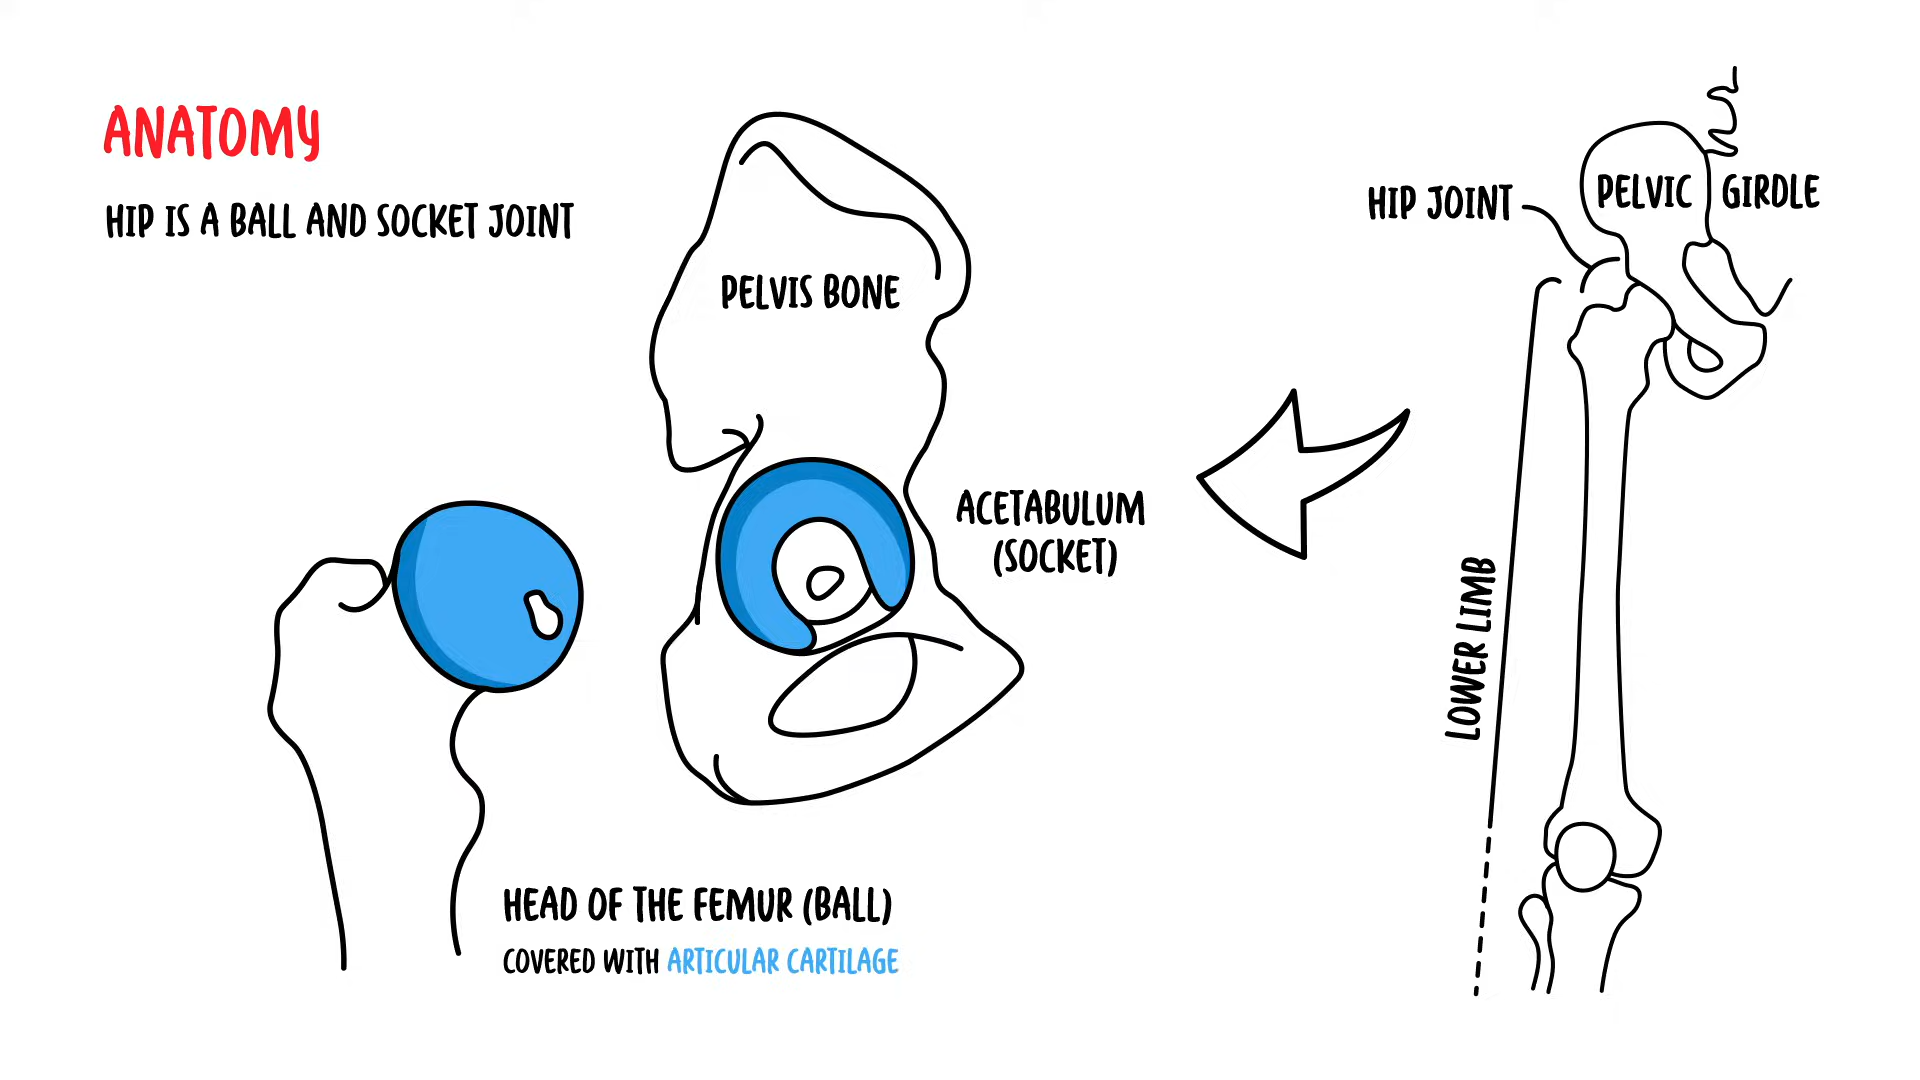 ANATOMY
HIP IS A BALL AND SOCKET JOINT
PELVIS BONE
ACETABULUM
(SOCKET)
HEAD OF THE FEMUR (BALL)
COVERED WITH ARTICULAR CARTILAGE
HIP JOINT
PELVIC GIRDLE
LOWER LIMB